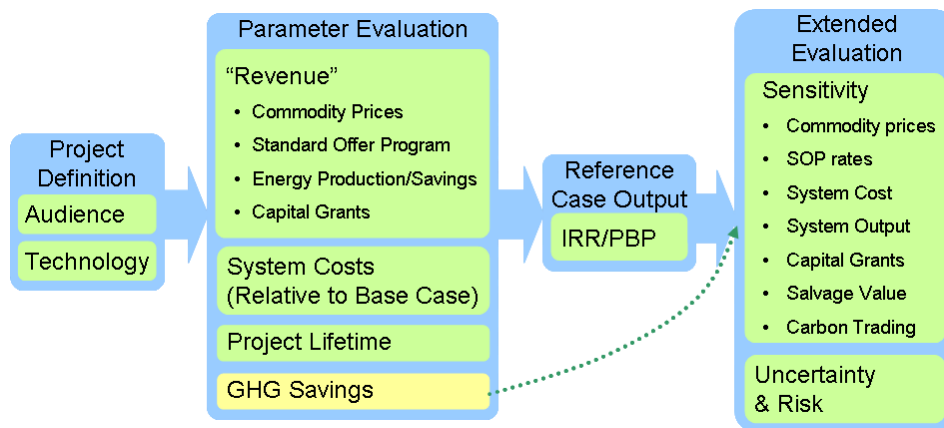 Project
Definition
Audience
Technology
Parameter Evaluation
“Revenue”
• Commodity Prices
• Standard Offer Program
• Energy Production/Savings
• Capital Grants
System Costs
(Relative to Base Case)
Project Lifetime
GHG Savings
Reference
Case Output
IRR/PBP
Extended
Evaluation
Sensitivity
• Commodity prices
• SOP rates
• System Cost
• System Output
• Capital Grants
• Salvage Value
• Carbon Trading
Uncertainty
& Risk